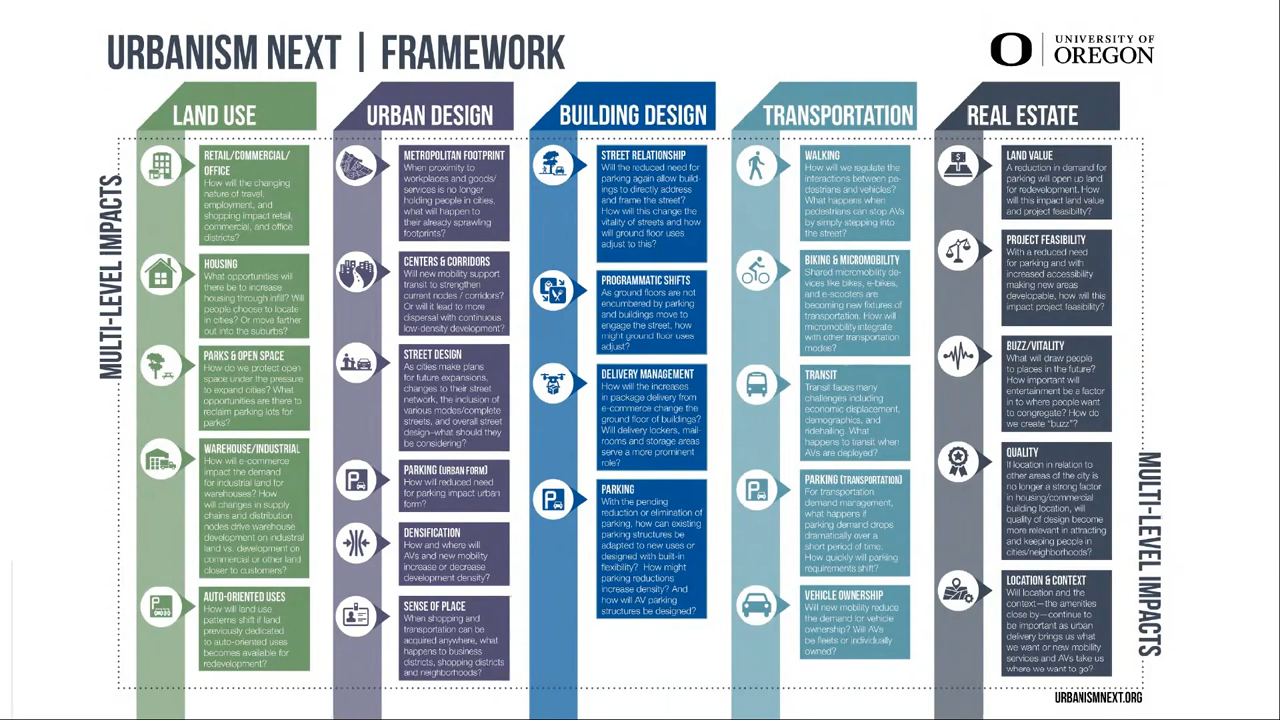 URBANISM NEXT | FRAMEWORK
UNIVERSITY OF
OREGON
MULTI-LEVEL IMPACTS
LAND USE
RETAIL/COMMERCIAL/
OFFICE
How will the changing
nature of travel,
employment, and
shopping impact retail,
commercial, and office
districts?
HOUSING
What opportunities will
there be to increase
housing through infill? Will
people choose to locate
in cities? Or move farther
out into the suburbs?
PARKS & OPEN SPACE
How do we protect open
space under the pressure
to expand cities? What
opportunities are there to
reclaim parking lots for
parks?
WAREHOUSE/INDUSTRIAL
How will e-commerce
impact the demand
for industrial land for
warehouses? How
will changes in supply
chains and distribution
nodes drive warehouse
development on industrial
land vs. development on
commercial or other land
closer to customers?
AUTO-ORIENTED USES
How will land use
patterns shift if land
previously dedicated
to auto-oriented uses
becomes available for
redevelopment?
URBAN DESIGN
METROPOLITAN FOOTPRINT
When proximity to
workplaces and goods/
services is no longer
holding people in cities,
what will happen to
their already sprawling
footprints?
CENTERS & CORRIDORS
Will new mobility support
transit to strengthen
current nodes / corridors?
Or will it lead to more
dispersal with continuous
low-density development?
STREET DESIGN
As cities make plans
for future expansions,
changes to their street
network, the inclusion of
various modes/complete
streets, and overall street
design–what should they
be considering?
PARKING (URBAN FORM)
How will reduced need
for parking impact urban
form?
DENSIFICATION
How and where will
AVs and new mobility
increase or decrease
development density?
SENSE OF PLACE
When shopping and
transportation can be
acquired anywhere, what
happens to business
districts, shopping districts
and neighborhoods?
BUILDING DESIGN
STREET RELATIONSHIP
Will the reduced need for
parking again allow build-
ings to directly address
and frame the street?
How will this change the
vitality of streets and how
will ground floor uses
adjust to this?
PROGRAMMATIC SHIFTS
As ground floors are not
encumbered by parking
and buildings move to
engage the street, how
might ground floor uses
adjust?
DELIVERY MANAGEMENT
How will the increases
in package delivery from
e-commerce change the
ground floor of buildings?
Will delivery lockers, mail-
rooms and storage areas
serve a more prominent
role?
PARKING
With the pending
reduction or elimination of
parking, how can existing
parking structures be
adapted to new uses or
designed with built-in
flexibility? How might
parking reductions
increase density? And
how will AV parking
structures be designed?
TRANSPORTATION
WALKING
How will we regulate the
interactions between pe-
destrians and vehicles?
What happens when
pedestrians can stop AVs
by simply stepping into
the street?
BIKING & MICROMOBILITY
Shared micromobility de-
vices like bikes, e-bikes,
and e-scooters are
becoming new fixtures of
transportation. How will
micromobility integrate
with other transportation
modes?
TRANSIT
Transit faces many
challenges including
economic displacement,
demographics, and
ridehailing. What
happens to transit when
AVs are deployed?
PARKING (TRANSPORTATION)
For transportation
demand management,
what happens if
parking demand drops
dramatically over a
short period of time.
How quickly will parking
requirements shift?
VEHICLE OWNERSHIP
Will new mobility reduce
the demand for vehicle
ownership? Will AVs
be fleets or individually
owned?
REAL ESTATE
LAND VALUE
A reduction in demand for
parking will open up land
for redevelopment. How
will this impact land value
and project feasibility?
PROJECT FEASIBILITY
With a reduced need
for parking and with
increased accessibility
making new areas
developable, how will this
impact project feasibility?
BUZZ/VITALITY
What will draw people
to places in the future?
How important will
entertainment be a factor
in to where people want
to congregate? How do
we create "buzz"?
QUALITY
If location in relation to
other areas of the city is
no longer a strong factor
in housing/commercial
building location, will
quality of design become
more relevant in attracting
and keeping people in
cities/neighborhoods?
LOCATION & CONTEXT
Will location and the
context—the amenities
close by—continue to
be important as urban
delivery brings us what
we want or new mobility
services and AVs take us
where we want to go?
MULTI-LEVEL IMPACTS
URBANISMNEXT.ORG